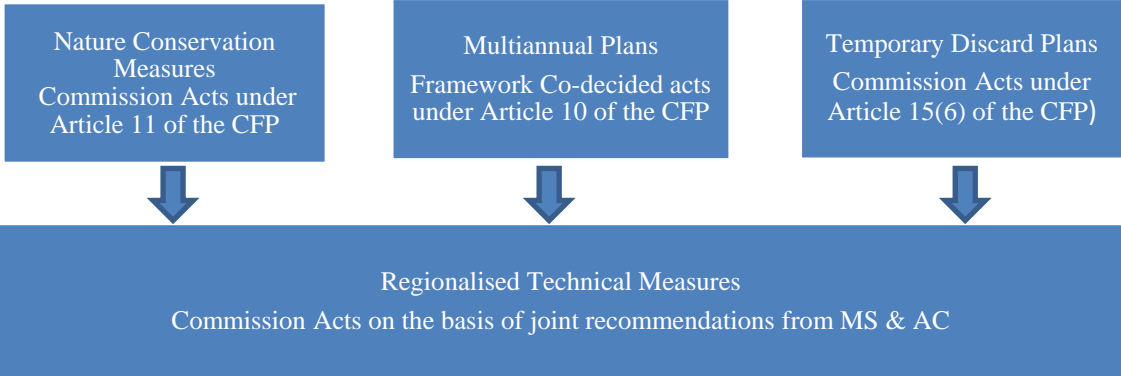 Nature Conservation
Measures
Commission Acts under
Article 11 of the CFP
Multiannual Plans
Framework Co-decided acts
under Article 10 of the CFP
Temporary Discard Plans
Commission Acts under
Article 15(6) of the CFP)
Regionalised Technical Measures
Commission Acts on the basis of joint recommendations from MS & AC